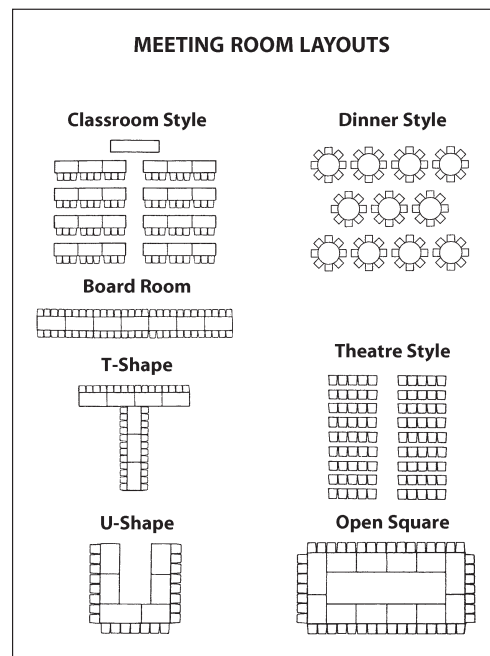 MEETING ROOM LAYOUTS
Classroom Style
Dinner Style
Board Room
T-Shape
Theatre Style
U-Shape
Open Square